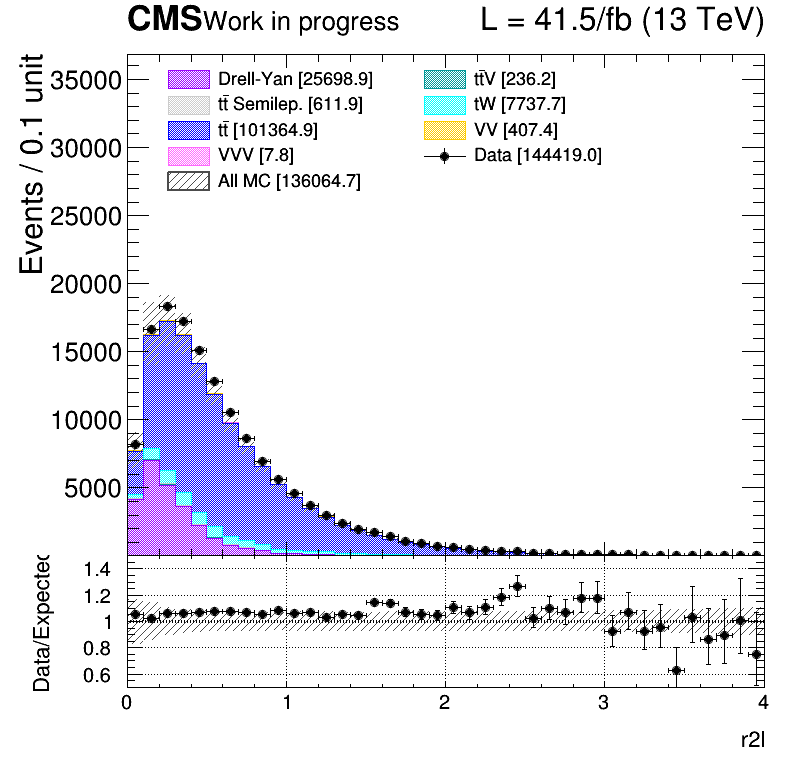 CMS Work in progress L = 41.5/fb (13 TeV)
Events / 0.1 unit
35000
30000
25000
20000
15000
10000
5000
Drell-Yan [25698.9]
tt̄ Semilep. [611.9]
tt̄ [101364.9]
VVV [7.8]
All MC [136064.7]
tt̄V [236.2]
tW [7737.7]
VV [407.4]
Data [144419.0]
Data/Expected
1.4
1.2
1
0.8
0.6
0 1 2 3 4
r2l